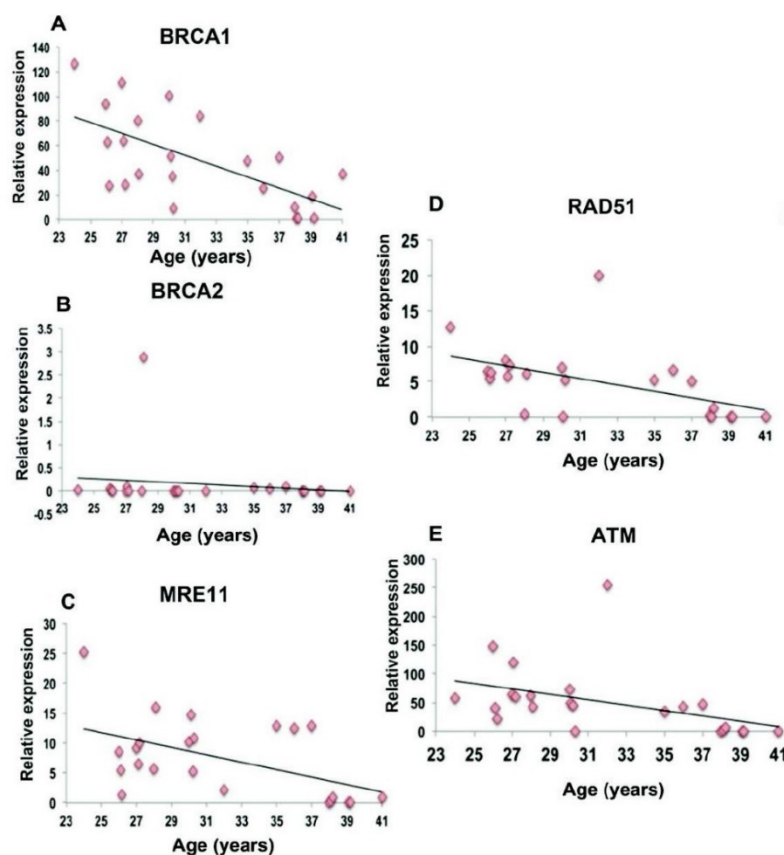 A
BRCA1
Relative expression
140
120
100
80
60
40
20
0
23 25 27 29 31 33 35 37 39 41
Age (years)
B
BRCA2
Relative expression
3.5
3
2.5
2
1.5
1
0.5
0
-0.5
23 25 27 29 31 33 35 37 39 41
Age (years)
C
MRE11
Relative expression
30
25
20
15
10
5
0
23 25 27 29 31 33 35 37 39 41
Age (years)
D
RAD51
Relative expression
25
20
15
10
5
0
23 25 27 29 31 33 35 37 39 41
Age (years)
E
ATM
Relative expression
300
250
200
150
100
50
0
23 25 27 29 31 33 35 37 39 41
Age (years)